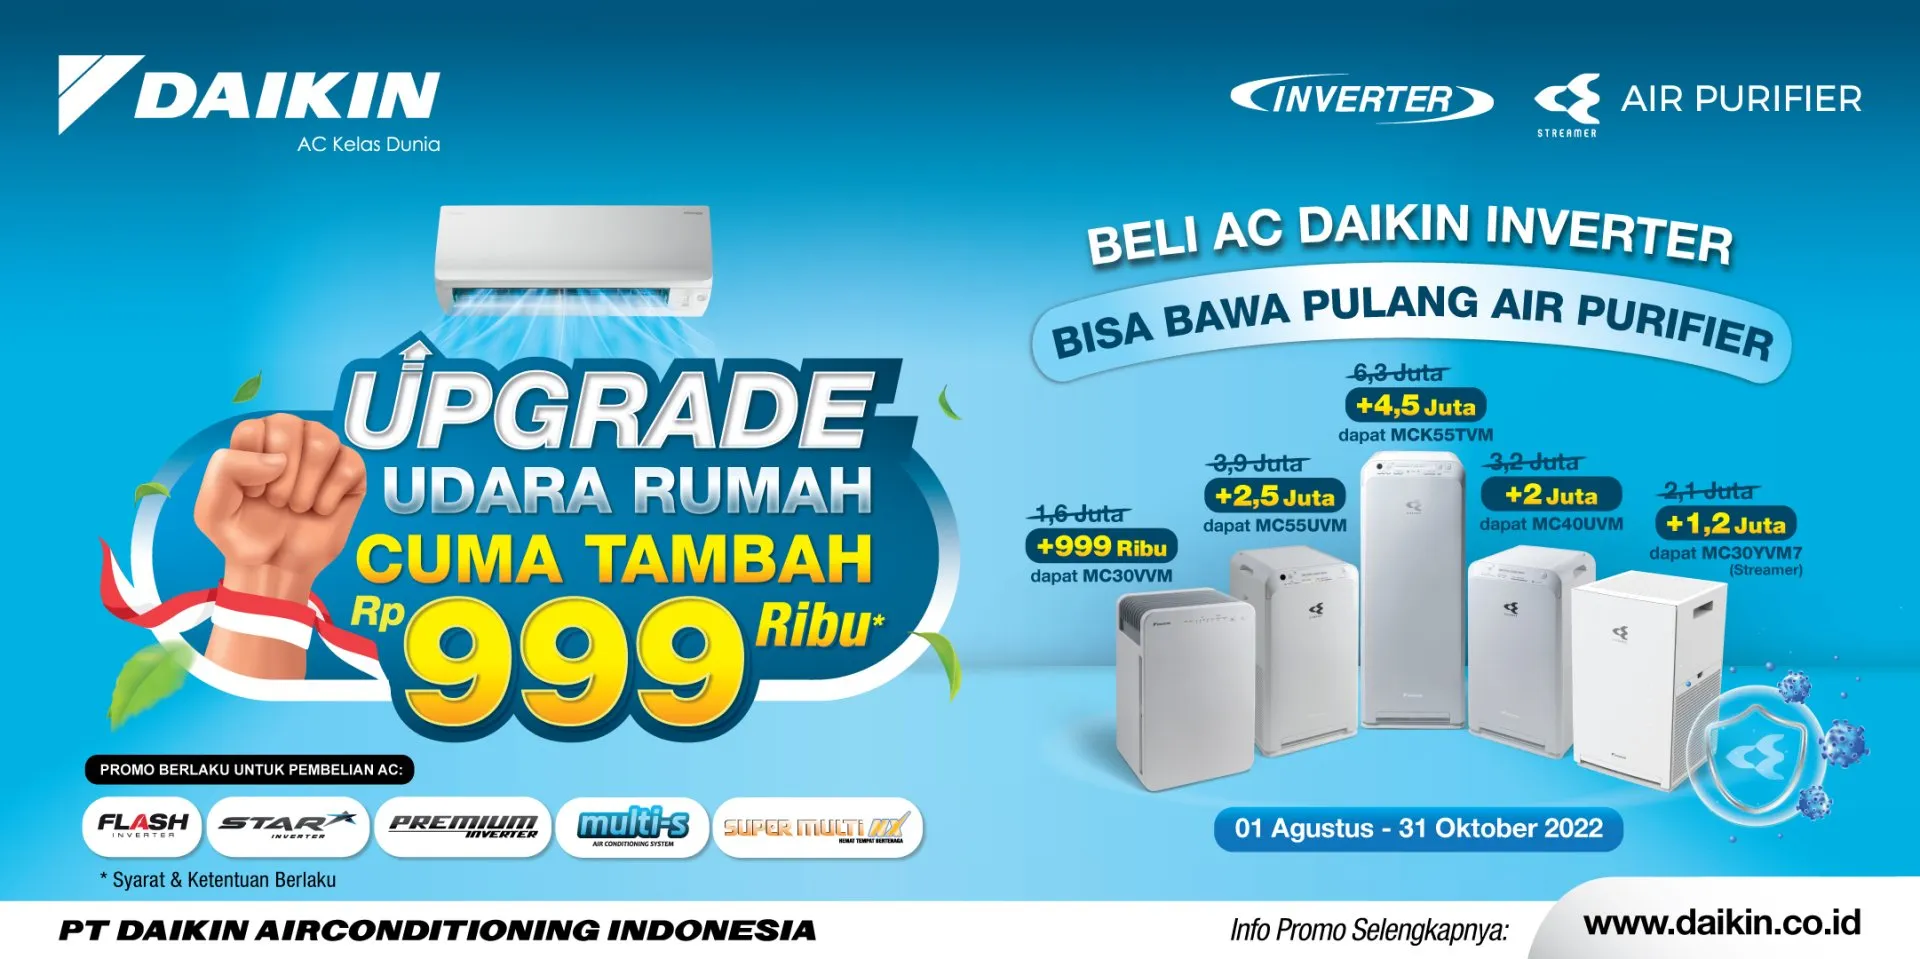 DAIKIN
AC Kelas Dunia
INVERTER
STREAMER
AIR PURIFIER
UPGRADE
UDARA RUMAH
CUMA TAMBAH
Rp 999 Ribu*
BELI AC DAIKIN INVERTER
BISA BAWA PULANG AIR PURIFIER
1,6 Juta
+999 Ribu
dapat MC30VVM
3,9 Juta
+2,5 Juta
dapat MC55UVM
6,3 Juta
+4,5 Juta
dapat MCK55TVM
3,2 Juta
+2 Juta
dapat MC40UVM
2,1 Juta
+1,2 Juta
dapat MC30YVM7
(Streamer)
01 Agustus - 31 Oktober 2022
PROMO BERLAKU UNTUK PEMBELIAN AC:
FLASH
INVERTER
STAR
INVERTER
PREMIUM
INVERTER
multi-s
AIR CONDITIONING SYSTEM
SUPER MULTI NX
HEMAT TEMPAT BERTENAGA
* Syarat & Ketentuan Berlaku
PT DAIKIN AIRCONDITIONING INDONESIA
Info Promo Selengkapnya:
www.daikin.co.id